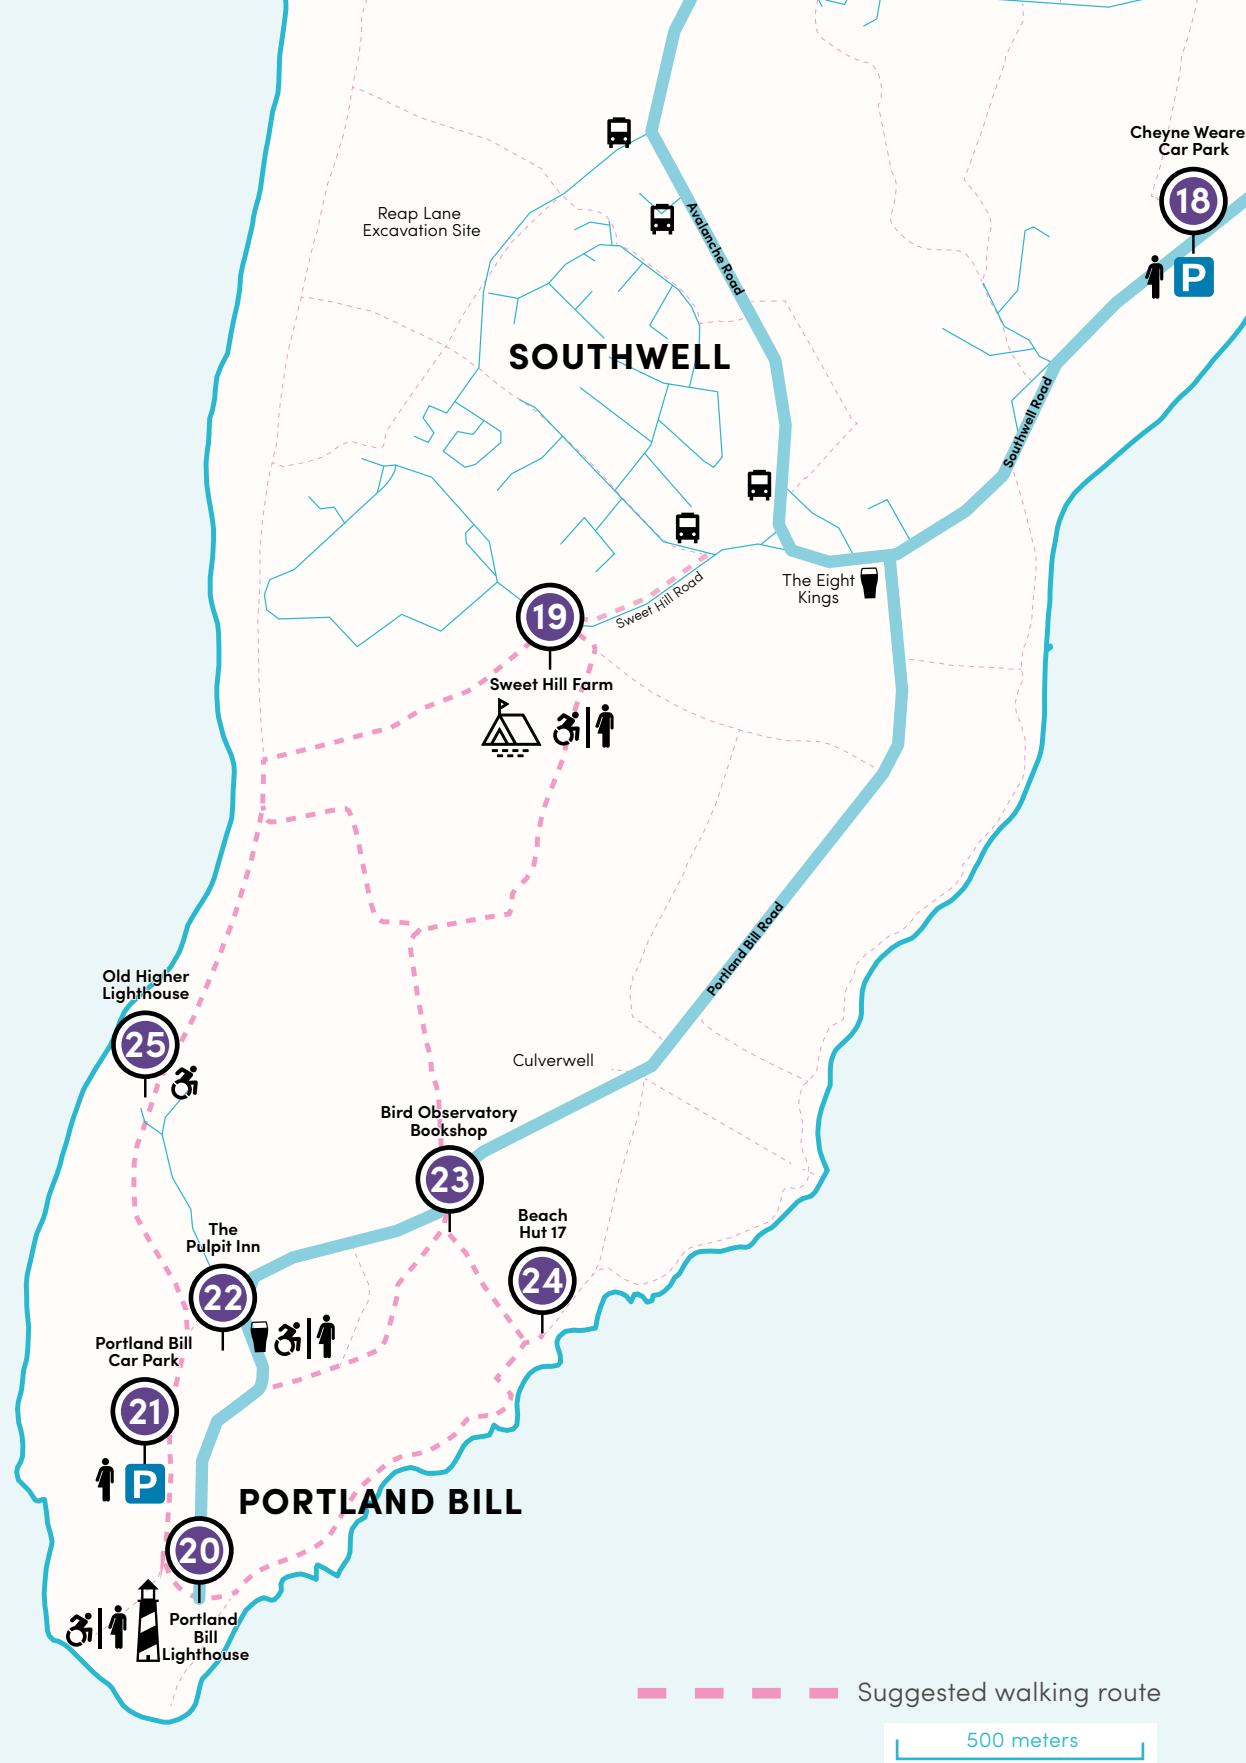 Cheyne Weare
Car Park
18
P
Reap Lane
Excavation Site
Avalanche Road
SOUTHWELL
Southwell Road
The Eight
Kings
Sweet Hill Road
19
Sweet Hill Farm
Portland Bill Road
Old Higher
Lighthouse
25
Culverwell
Bird Observatory
Bookshop
23
Beach
Hut 17
24
The
Pulpit Inn
22
Portland Bill
Car Park
21
P
PORTLAND BILL
20
Portland
Bill
Lighthouse
Suggested walking route
500 meters